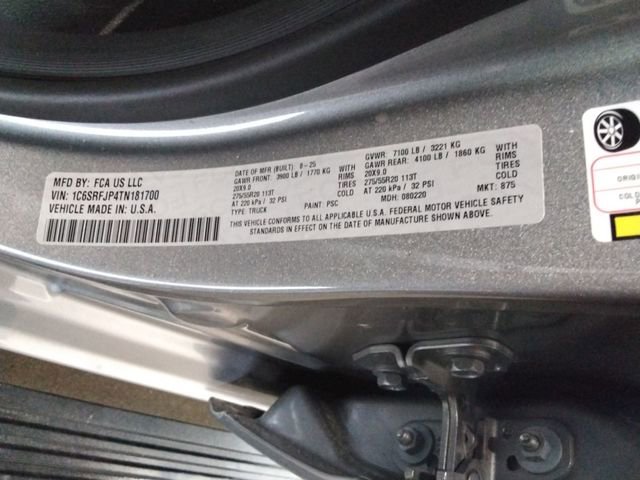 MFD BY: FCA US LLC
VIN: 1C6SRFJP4TN181700
VEHICLE MADE IN: U.S.A.
DATE OF MFR (BUILT): 8-25
GVWR: 7100 LB / 3221 KG
GAWR FRONT: 3900 LB / 1770 KG WITH
GAWR REAR: 4100 LB / 1860 KG WITH
20X9.0 TIRES
20X9.0 TIRES
275/55R20 113T COLD
275/55R20 113T COLD
AT 220 kPa / 32 PSI
AT 220 kPa / 32 PSI
TYPE: TRUCK PAINT: PSC MDH: 080220 MKT: 875
THIS VEHICLE CONFORMS TO ALL APPLICABLE U.S.A. FEDERAL MOTOR VEHICLE SAFETY
STANDARDS IN EFFECT ON THE DATE OF MANUFACTURE SHOWN ABOVE
ORIGI
COLD
P